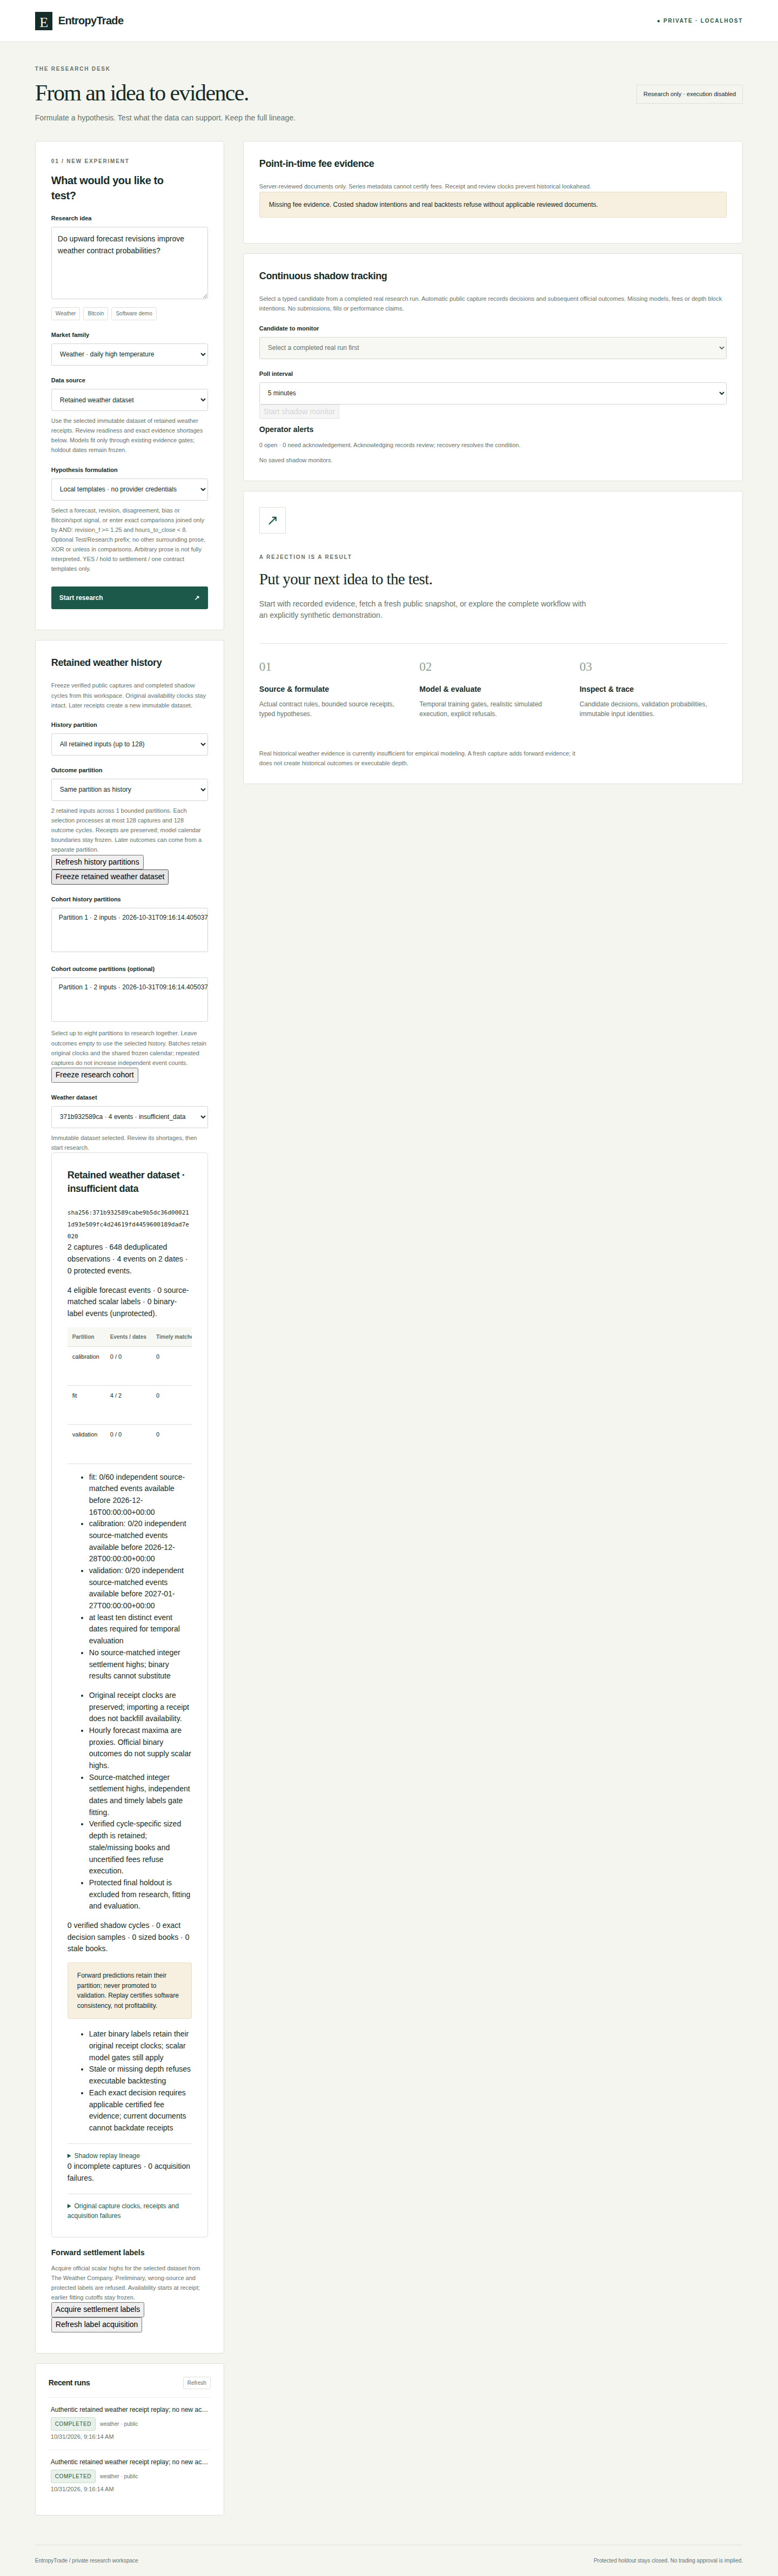 E EntropyTrade
● PRIVATE · LOCALHOST
THE RESEARCH DESK
From an idea to evidence.
Formulate a hypothesis. Test what the data can support. Keep the full lineage.
Research only · execution disabled
01 / NEW EXPERIMENT
What would you like to
test?
Research idea
Do upward forecast revisions improve
weather contract probabilities?
Weather
Bitcoin
Software demo
Market family
Weather · daily high temperature
Data source
Retained weather dataset
Use the selected immutable dataset of retained weather
receipts. Review readiness and exact evidence shortages
below. Models fit only through existing evidence gates;
holdout dates remain frozen.
Hypothesis formulation
Local templates - no provider credentials
Select a forecast, revision, disagreement, bias or
Bitcoin/spot signal, or enter exact comparisons joined only
by AND: revision_f >= 1.25 and hours_to_close < 8.
Optional Test/Research prefix; no other surrounding prose,
XOR or unless in comparisons. Arbitrary prose is not fully
interpreted. YES / hold to settlement / one contract
templates only.
Start research ↗
Retained weather history
Freeze verified public captures and completed shadow
cycles from this workspace. Original availability clocks stay
intact. Later receipts create a new immutable dataset.
History partition
All retained inputs (up to 128)
Outcome partition
Same partition as history
2 retained inputs across 1 bounded partitions. Each
selection processes at most 128 captures and 128
outcome cycles. Receipts are preserved; model calendar
boundaries stay frozen. Later outcomes can come from a
separate partition.
Refresh history partitions
Freeze retained weather dataset
Cohort history partitions
Partition 1 · 2 inputs · 2026-10-31T09:16:14.405037
Cohort outcome partitions (optional)
Partition 1 · 2 inputs · 2026-10-31T09:16:14.405037
Select up to eight partitions to research together. Leave
outcomes empty to use the selected history. Batches retain
original clocks and the shared frozen calendar; repeated
captures do not increase independent event counts.
Freeze research cohort
Weather dataset
371b932589ca · 4 events · insufficient_data
Immutable dataset selected. Review its shortages, then
start research.
Retained weather dataset ·
insufficient data
sha256:371b932589cabe9b5dc36d00021
1d93e509fc4d24619fd4459600189dad7e
020
2 captures · 648 deduplicated
observations · 4 events on 2 dates ·
0 protected events.
4 eligible forecast events · 0 source-
matched scalar labels · 0 binary-
label events (unprotected).
Partition Events / dates Timely matche
calibration 0 / 0 0
fit 4 / 2 0
validation 0 / 0 0
• fit: 0/60 independent source-
matched events available
before 2026-12-
16T00:00:00+00:00
• calibration: 0/20 independent
source-matched events
available before 2026-12-
28T00:00:00+00:00
• validation: 0/20 independent
source-matched events
available before 2027-01-
27T00:00:00+00:00
• at least ten distinct event
dates required for temporal
evaluation
• No source-matched integer
settlement highs; binary
results cannot substitute
• Original receipt clocks are
preserved; importing a receipt
does not backfill availability.
• Hourly forecast maxima are
proxies. Official binary
outcomes do not supply scalar
highs.
• Source-matched integer
settlement highs, independent
dates and timely labels gate
fitting.
• Verified cycle-specific sized
depth is retained;
stale/missing books and
uncertified fees refuse
execution.
• Protected final holdout is
excluded from research, fitting
and evaluation.
0 verified shadow cycles · 0 exact
decision samples · 0 sized books · 0
stale books.
Forward predictions retain their
partition; never promoted to
validation. Replay certifies software
consistency, not profitability.
• Later binary labels retain their
original receipt clocks; scalar
model gates still apply
• Stale or missing depth refuses
executable backtesting
• Each exact decision requires
applicable certified fee
evidence; current documents
cannot backdate receipts
▶ Shadow replay lineage
0 incomplete captures · 0 acquisition
failures.
▶ Original capture clocks, receipts and
acquisition failures
Forward settlement labels
Acquire official scalar highs for the selected dataset from
The Weather Company. Preliminary, wrong-source and
protected labels are refused. Availability starts at receipt;
earlier fitting cutoffs stay frozen.
Acquire settlement labels
Refresh label acquisition
Recent runs
Refresh
Authentic retained weather receipt replay; no new ac...
COMPLETED weather · public
10/31/2026, 9:16:14 AM
Authentic retained weather receipt replay; no new ac...
COMPLETED weather · public
10/31/2026, 9:16:14 AM
Point-in-time fee evidence
Server-reviewed documents only. Series metadata cannot certify fees. Receipt and review clocks prevent historical lookahead.
Missing fee evidence. Costed shadow intentions and real backtests refuse without applicable reviewed documents.
Continuous shadow tracking
Select a typed candidate from a completed real research run. Automatic public capture records decisions and subsequent official outcomes. Missing models, fees or depth block
intentions. No submissions, fills or performance claims.
Candidate to monitor
Select a completed real run first
Poll interval
5 minutes
Start shadow monitor
Operator alerts
0 open · 0 need acknowledgement. Acknowledging records review; recovery resolves the condition.
No saved shadow monitors.
↗
A REJECTION IS A RESULT
Put your next idea to the test.
Start with recorded evidence, fetch a fresh public snapshot, or explore the complete workflow with
an explicitly synthetic demonstration.
01
Source & formulate
Actual contract rules, bounded source receipts,
typed hypotheses.
02
Model & evaluate
Temporal training gates, realistic simulated
execution, explicit refusals.
03
Inspect & trace
Candidate decisions, validation probabilities,
immutable input identities.
Real historical weather evidence is currently insufficient for empirical modeling. A fresh capture adds forward evidence; it
does not create historical outcomes or executable depth.
EntropyTrade / private research workspace
Protected holdout stays closed. No trading approval is implied.